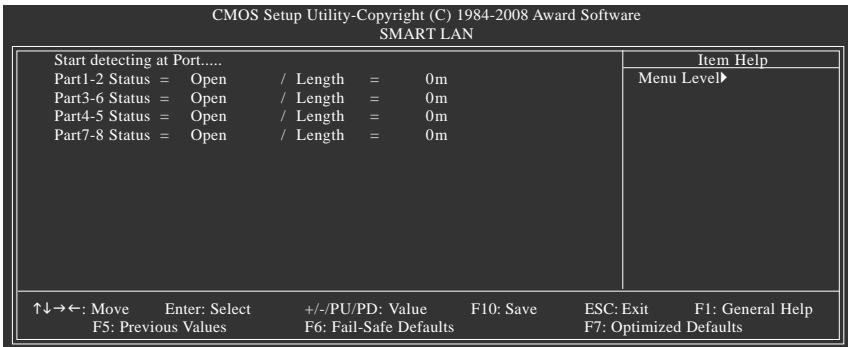 CMOS Setup Utility-Copyright (C) 1984-2008 Award Software
SMART LAN
Start detecting at Port.....
Part1-2 Status = Open / Length = 0m
Part3-6 Status = Open / Length = 0m
Part4-5 Status = Open / Length = 0m
Part7-8 Status = Open / Length = 0m
Item Help
Menu Level▶
↑↓→←: Move Enter: Select +/-/PU/PD: Value F10: Save ESC: Exit F1: General Help
F5: Previous Values F6: Fail-Safe Defaults F7: Optimized Defaults